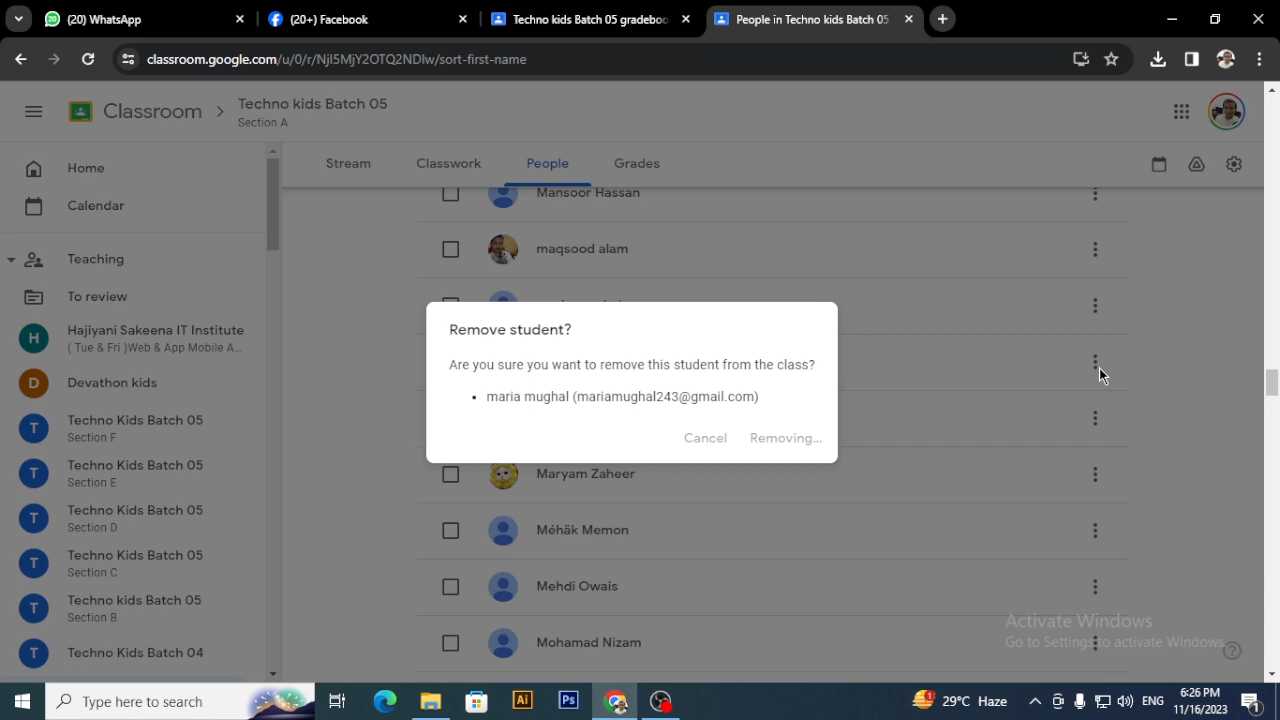 (20) WhatsApp
(20+) Facebook
Techno kids Batch 05 gradeboo
People in Techno kids Batch 05
classroom.google.com/u/0/r/NjI5MjY2OTQ2NDIw/sort-first-name
Classroom
Techno kids Batch 05
Section A
Stream
Classwork
People
Grades
Home
Calendar
Teaching
To review
H
Hajiyani Sakeena IT Institute
( Tue & Fri )Web & App Mobile A...
D
Devathon kids
T
Techno Kids Batch 05
Section F
T
Techno Kids Batch 05
Section E
T
Techno Kids Batch 05
Section D
T
Techno Kids Batch 05
Section C
T
Techno kids Batch 05
Section B
T
Techno Kids Batch 04
Mansoor Hassan
maqsood alam
Remove student?
Are you sure you want to remove this student from the class?
• maria mughal (mariamughal243@gmail.com)
Cancel
Removing...
Maryam Zaheer
Méhäk Memon
Mehdi Owais
Mohamad Nizam
Activate Windows
Go to Settings to activate Windows.
Type here to search
Ai
Ps
1
29°C Haze
ENG
6:26 PM
11/16/2023
1